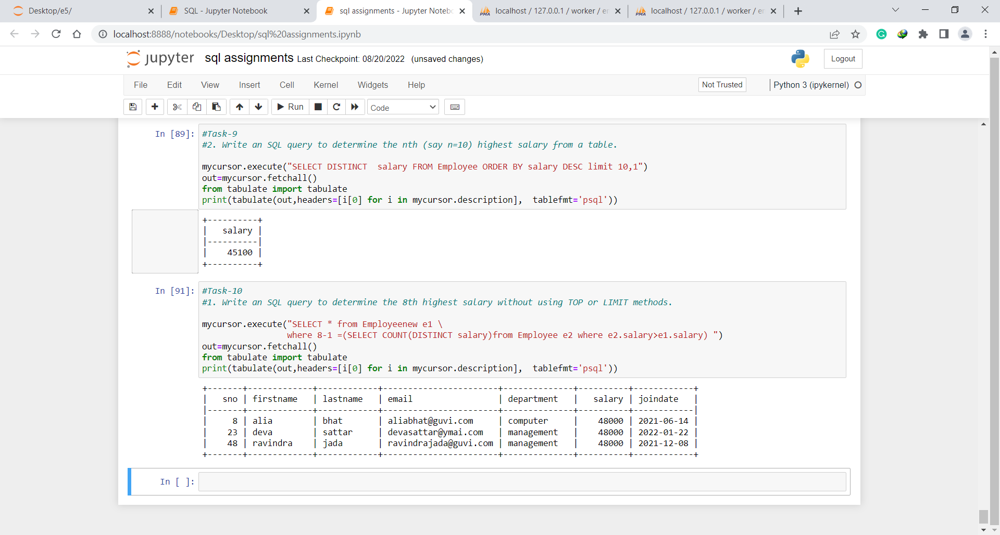 Desktop/e5/
SQL - Jupyter Notebook
sql assignments - Jupyter Noteb
localhost / 127.0.0.1 / worker / e
localhost / 127.0.0.1 / worker / e
localhost:8888/notebooks/Desktop/sql%20assignments.ipynb
jupyter sql assignments Last Checkpoint: 08/20/2022 (unsaved changes)
Logout
File Edit View Insert Cell Kernel Widgets Help
Not Trusted
Python 3 (ipykernel)
Run
Code
In [89]: #Task-9
#2. Write an SQL query to determine the nth (say n=10) highest salary from a table.
mycursor.execute("SELECT DISTINCT  salary FROM Employee ORDER BY salary DESC limit 10,1")
out=mycursor.fetchall()
from tabulate import tabulate
print(tabulate(out,headers=[i[0] for i in mycursor.description],  tablefmt='psql'))
+----------+
|   salary |
|----------|
|    45100 |
+----------+
In [91]: #Task-10
#1. Write an SQL query to determine the 8th highest salary without using TOP or LIMIT methods.
mycursor.execute("SELECT * from Employeenew e1 \
where 8-1 =(SELECT COUNT(DISTINCT salary)from Employee e2 where e2.salary>e1.salary) ")
out=mycursor.fetchall()
from tabulate import tabulate
print(tabulate(out,headers=[i[0] for i in mycursor.description],  tablefmt='psql'))
+-------+-------------+------------+-----------------------+--------------+----------+------------+
|   sno | firstname   | lastname   | email                 | department   |   salary | joindate   |
|-------+-------------+------------+-----------------------+--------------+----------+------------|
|     8 | alia        | bhat       | aliabhat@guvi.com     | computer     |    48000 | 2021-06-14 |
|    23 | deva        | sattar     | devasattar@ymai.com   | management   |    48000 | 2022-01-22 |
|    48 | ravindra    | jada       | ravindrajada@guvi.com | management   |    48000 | 2021-12-08 |
+-------+-------------+------------+-----------------------+--------------+----------+------------+
In [ ]: